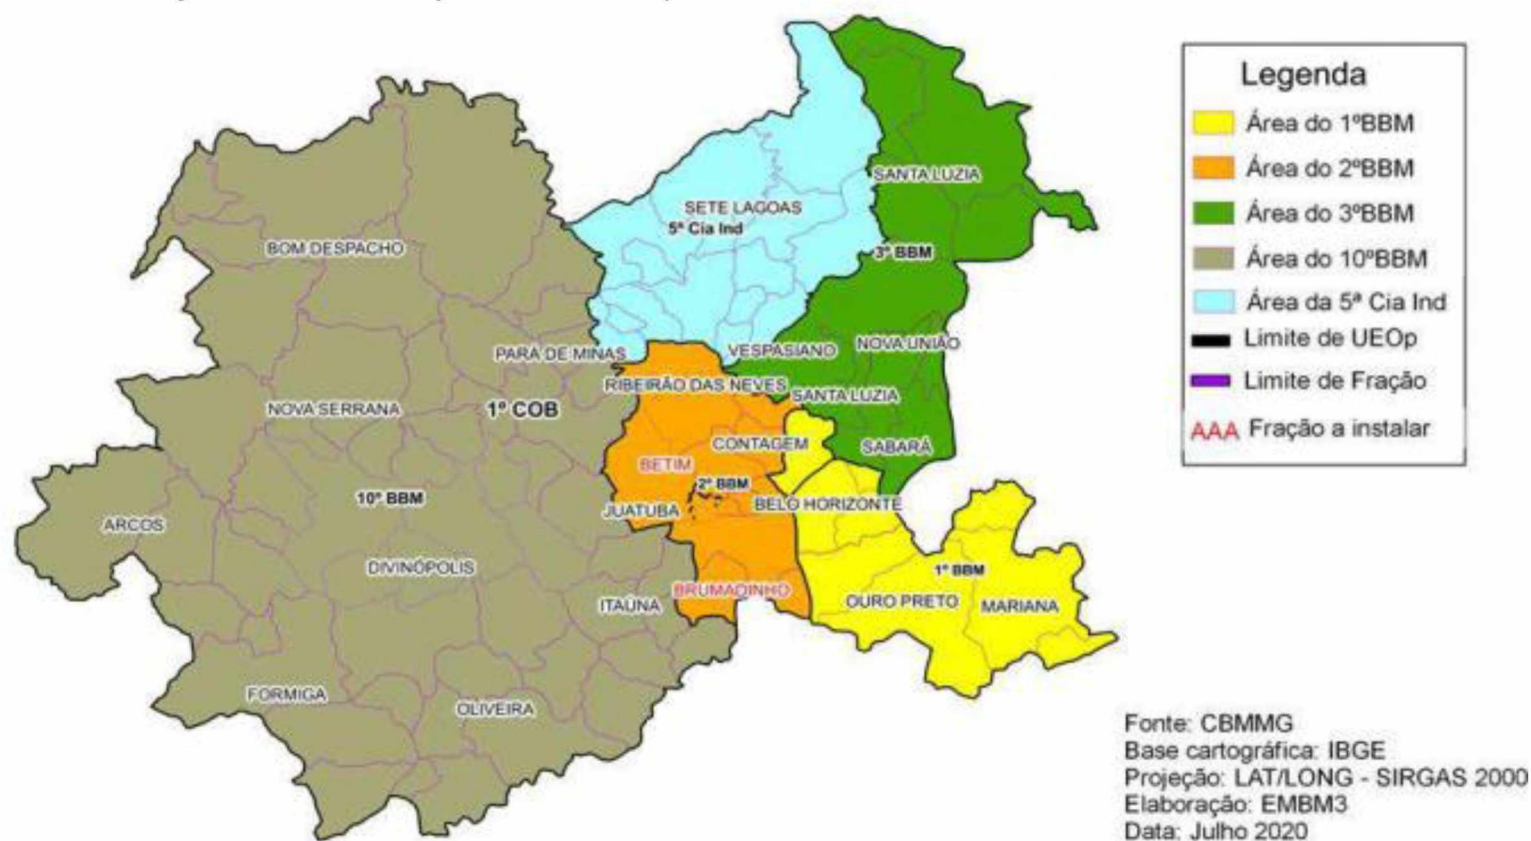 SANTA LUZIA
SETE LAGOAS
5ª Cia Ind
BOM DESPACHO
3º BBM
PARÁ DE MINAS
VESPASIANO
NOVA UNIÃO
RIBEIRÃO DAS NEVES
SANTA LUZIA
NOVA SERRANA
1º COB
CONTAGEM
SABARÁ
BETIM
2º BBM
10º BBM
JUATUBA
BELO HORIZONTE
ARCOS
DIVINÓPOLIS
1º BBM
BRUMADINHO
ITAÚNA
OURO PRETO
MARIANA
FORMIGA
OLIVEIRA
Legenda
Área do 1ºBBM
Área do 2ºBBM
Área do 3ºBBM
Área do 10ºBBM
Área da 5ª Cia Ind
Limite de UEOp
Limite de Fração
AAA Fração a instalar
Fonte: CBMMG
Base cartográfica: IBGE
Projeção: LAT/LONG - SIRGAS 2000
Elaboração: EMBM3
Data: Julho 2020